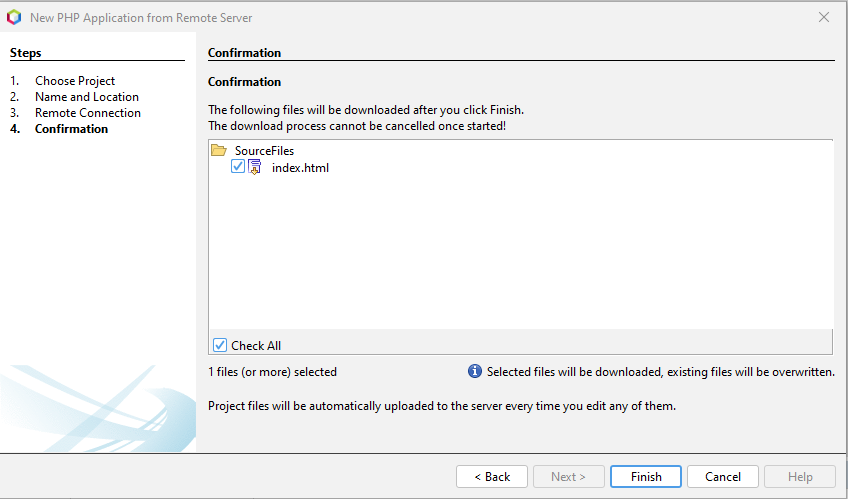 New PHP Application from Remote Server
Steps
1. Choose Project
2. Name and Location
3. Remote Connection
4. Confirmation
Confirmation
Confirmation
The following files will be downloaded after you click Finish.
The download process cannot be cancelled once started!
SourceFiles
index.html
Check All
1 files (or more) selected
Selected files will be downloaded, existing files will be overwritten.
Project files will be automatically uploaded to the server every time you edit any of them.
< Back
Next >
Finish
Cancel
Help